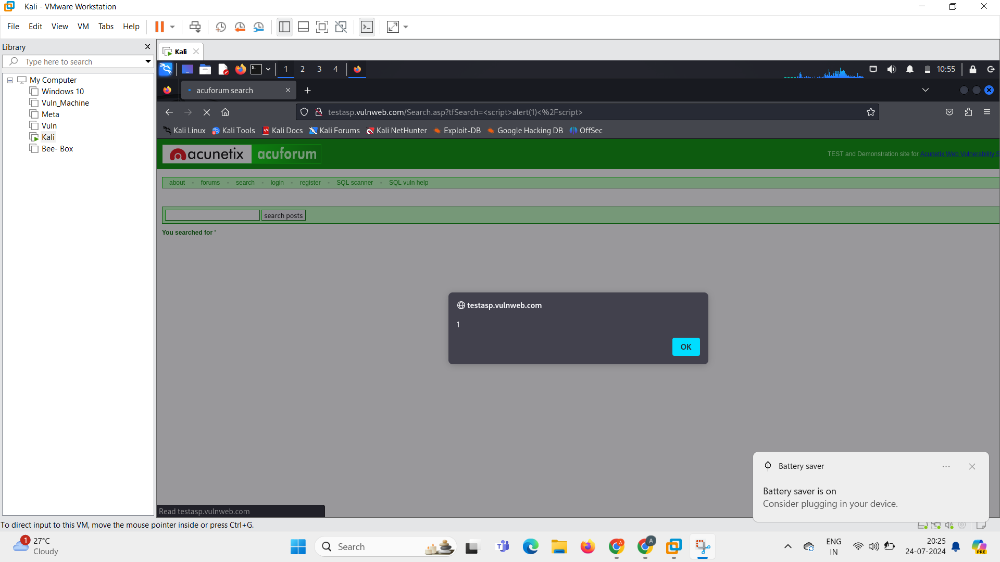 Kali - VMware Workstation
File Edit View VM Tabs Help
Library
Type here to search
My Computer
Windows 10
Vuln_Machine
Meta
Vuln
Kali
Bee- Box
Kali
1 2 3 4
10:55
acuforum search
testasp.vulnweb.com/Search.asp?tfSearch=<script>alert(1)<%2Fscript>
Kali Linux Kali Tools Kali Docs Kali Forums Kali NetHunter Exploit-DB Google Hacking DB OffSec
acunetix acuforum
TEST and Demonstration site for Acunetix Web Vulnerability S
about - forums - search - login - register - SQL scanner - SQL vuln help
search posts
You searched for '
testasp.vulnweb.com
1
OK
Battery saver
Battery saver is on
Consider plugging in your device.
Read testasp.vulnweb.com
To direct input to this VM, move the mouse pointer inside or press Ctrl+G.
1
27°C
Cloudy
Search
A
A
ENG
IN
20:25
24-07-2024
PRE